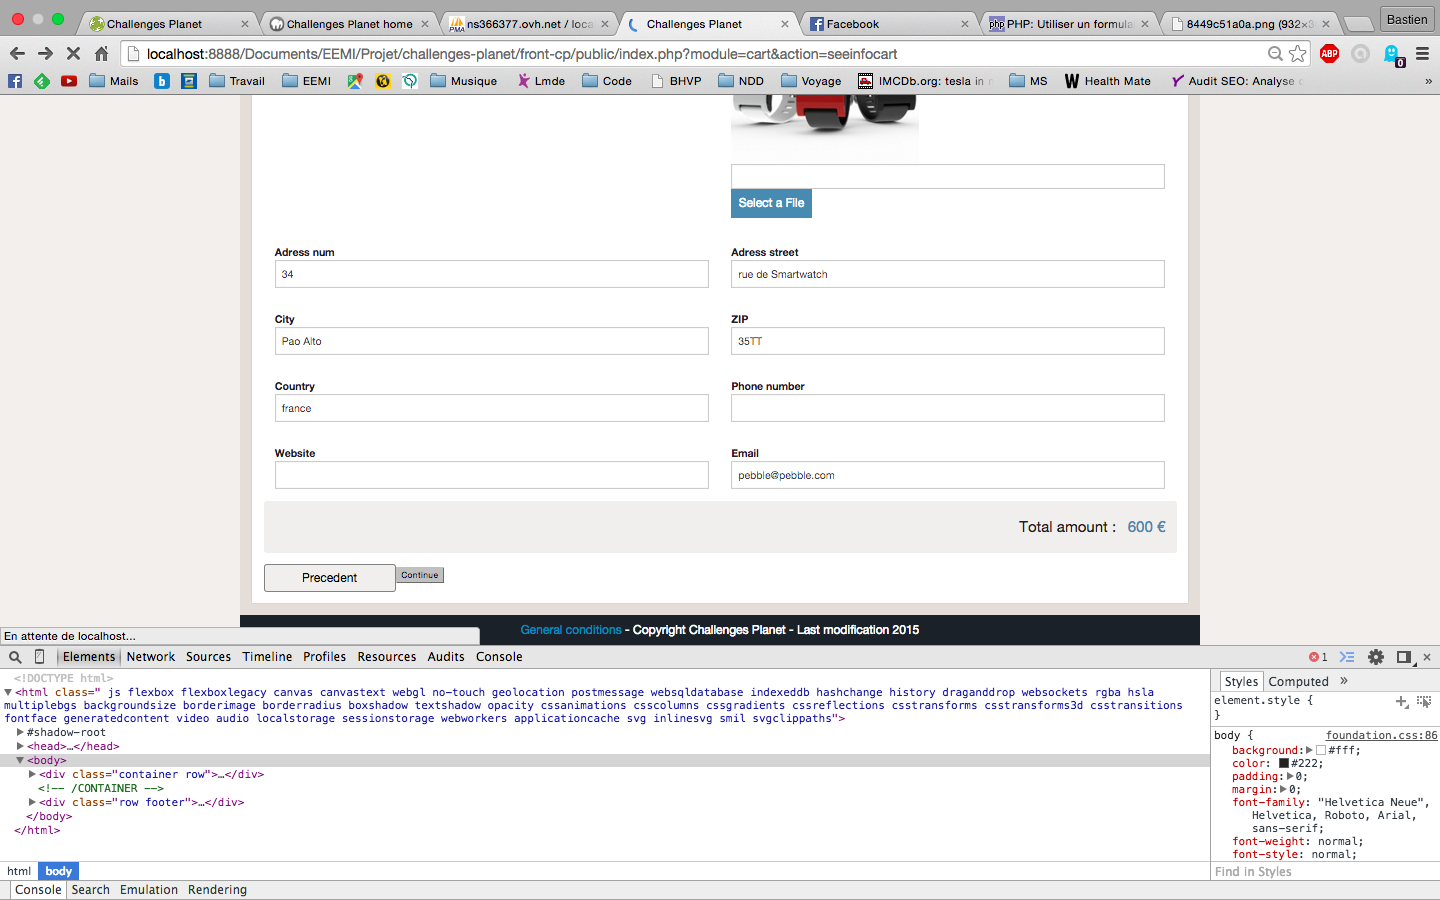 Challenges Planet
Challenges Planet home
ns366377.ovh.net / loca
Challenges Planet
Facebook
PHP: Utiliser un formula
8449c51a0a.png (932×3
Bastien
localhost:8888/Documents/EEMI/Projet/challenges-planet/front-cp/public/index.php?module=cart&action=seeinfocart
ABP
0
Mails
Travail
EEMI
Musique
Lmde
Code
BHVP
NDD
Voyage
IMCDb.org: tesla in
MS
Health Mate
Audit SEO: Analyse
»
Select a File
Adress num
Adress street
34
rue de Smartwatch
City
ZIP
Pao Alto
35TT
Country
Phone number
france
Website
Email
pebble@pebble.com
Total amount : 600 €
Precedent
Continue
General conditions - Copyright Challenges Planet - Last modification 2015
En attente de localhost...
Elements Network Sources Timeline Profiles Resources Audits Console
1
<!DOCTYPE html>
<html class=" js flexbox flexboxlegacy canvas canvastext webgl no-touch geolocation postmessage websqldatabase indexeddb hashchange history draganddrop websockets rgba hsla
multiplebgs backgroundsize borderimage borderradius boxshadow textshadow opacity cssanimations csscolumns cssgradients cssreflections csstransforms csstransforms3d csstransitions
fontface generatedcontent video audio localstorage sessionstorage webworkers applicationcache svg inlinesvg smil svgclippaths">
#shadow-root
<head>…</head>
<body>
<div class="container row">…</div>
<!-- /CONTAINER -->
<div class="row footer">…</div>
</body>
</html>
html body
Console Search Emulation Rendering
Styles Computed »
element.style {
}
body { foundation.css:86
background: #fff;
color: #222;
padding: 0;
margin: 0;
font-family: "Helvetica Neue",
Helvetica, Roboto, Arial,
sans-serif;
font-weight: normal;
font-style: normal;
Find in Styles